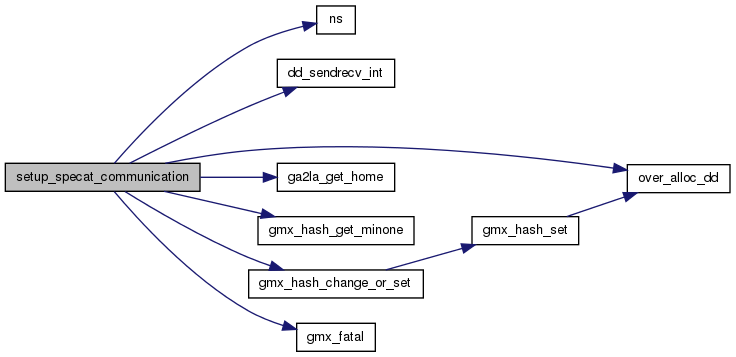 ns
dd_sendrecv_int
setup_specat_communication
ga2la_get_home
over_alloc_dd
gmx_hash_get_minone
gmx_hash_set
gmx_hash_change_or_set
gmx_fatal